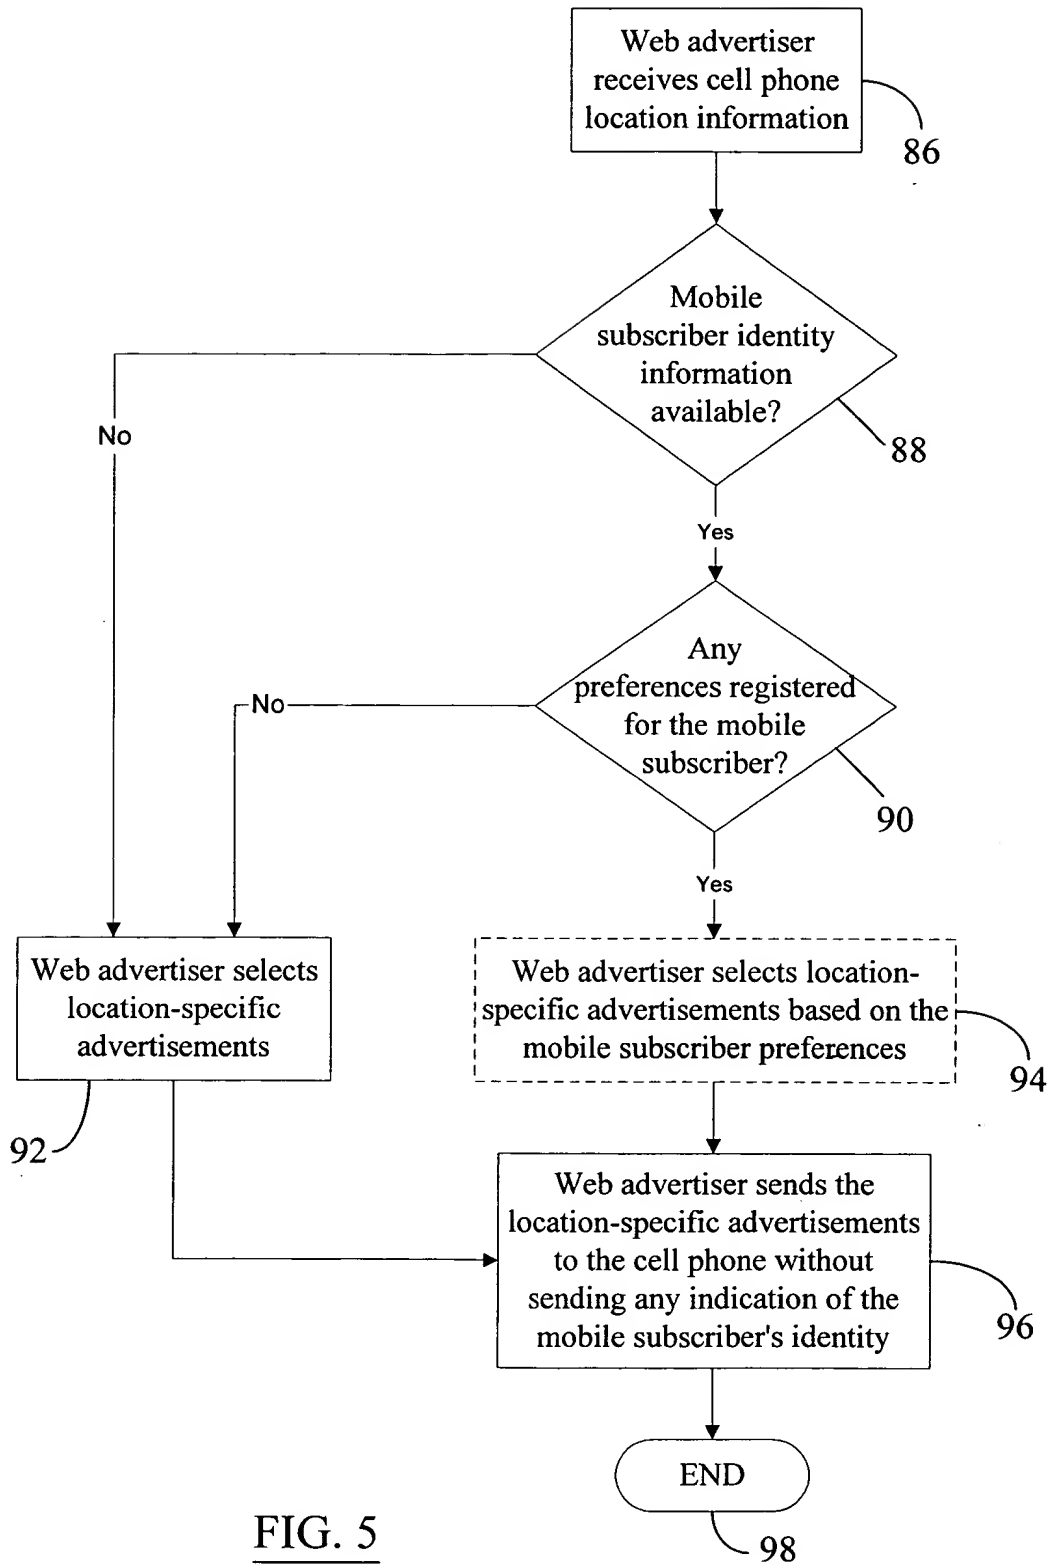 Web advertiser
receives cell phone
location information
86
Mobile
subscriber identity
information
available?
88
No
Yes
Any
preferences registered
for the mobile
subscriber?
90
No
Yes
Web advertiser selects
location-specific
advertisements
92
Web advertiser selects location-
specific advertisements based on the
mobile subscriber preferences
94
Web advertiser sends the
location-specific advertisements
to the cell phone without
sending any indication of the
mobile subscriber's identity
96
END
98
FIG. 5